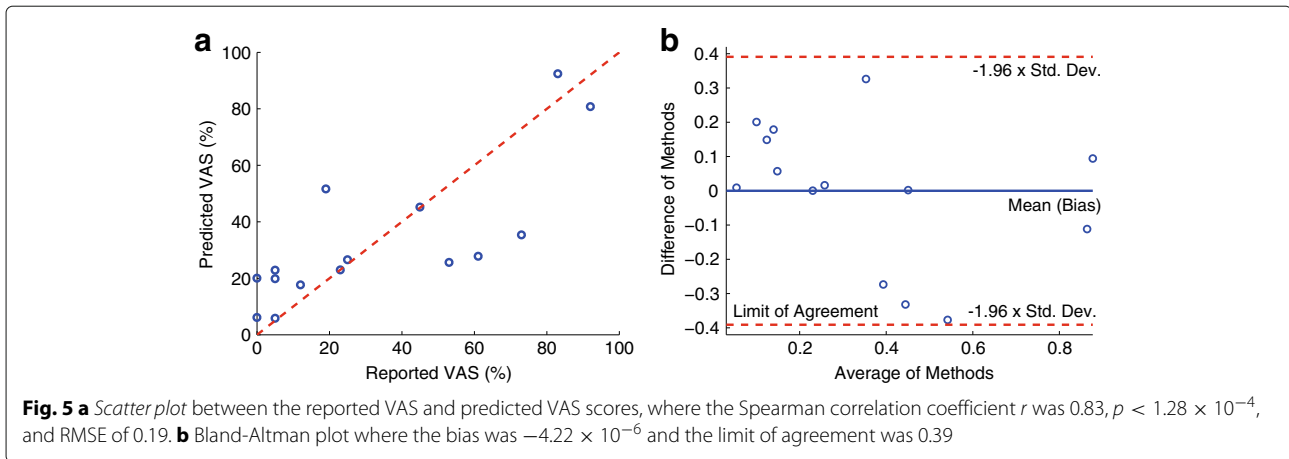 a
100
80
60
40
20
0
Predicted VAS (%)
0 20 40 60 80 100
Reported VAS (%)
b
0.4
0.3
0.2
0.1
0
−0.1
−0.2
−0.3
−0.4
Difference of Methods
-1.96 x Std. Dev.
Mean (Bias)
Limit of Agreement -1.96 x Std. Dev.
0.2 0.4 0.6 0.8
Average of Methods
Fig. 5 a Scatter plot between the reported VAS and predicted VAS scores, where the Spearman correlation coefficient r was 0.83, p < 1.28 × 10⁻⁴,
and RMSE of 0.19. b Bland-Altman plot where the bias was −4.22 × 10⁻⁶ and the limit of agreement was 0.39